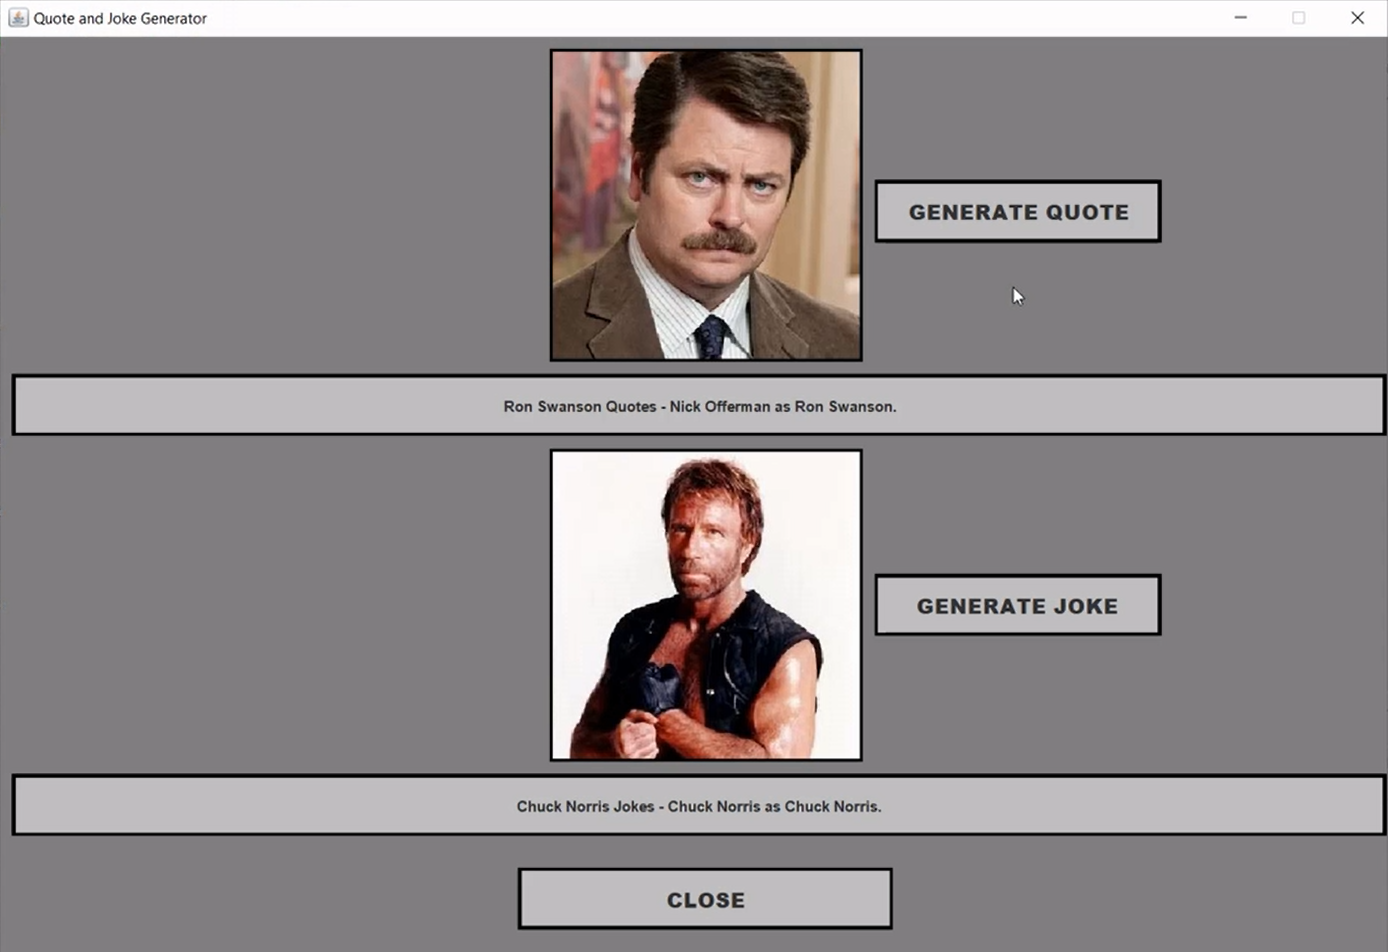 Quote and Joke Generator
GENERATE QUOTE
Ron Swanson Quotes - Nick Offerman as Ron Swanson.
GENERATE JOKE
Chuck Norris Jokes - Chuck Norris as Chuck Norris.
CLOSE